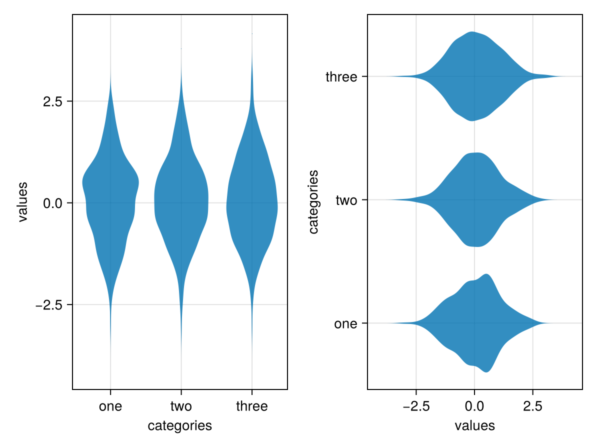 values
2.5
0.0
−2.5
one two three
categories
categories
three
two
one
−2.5 0.0 2.5
values